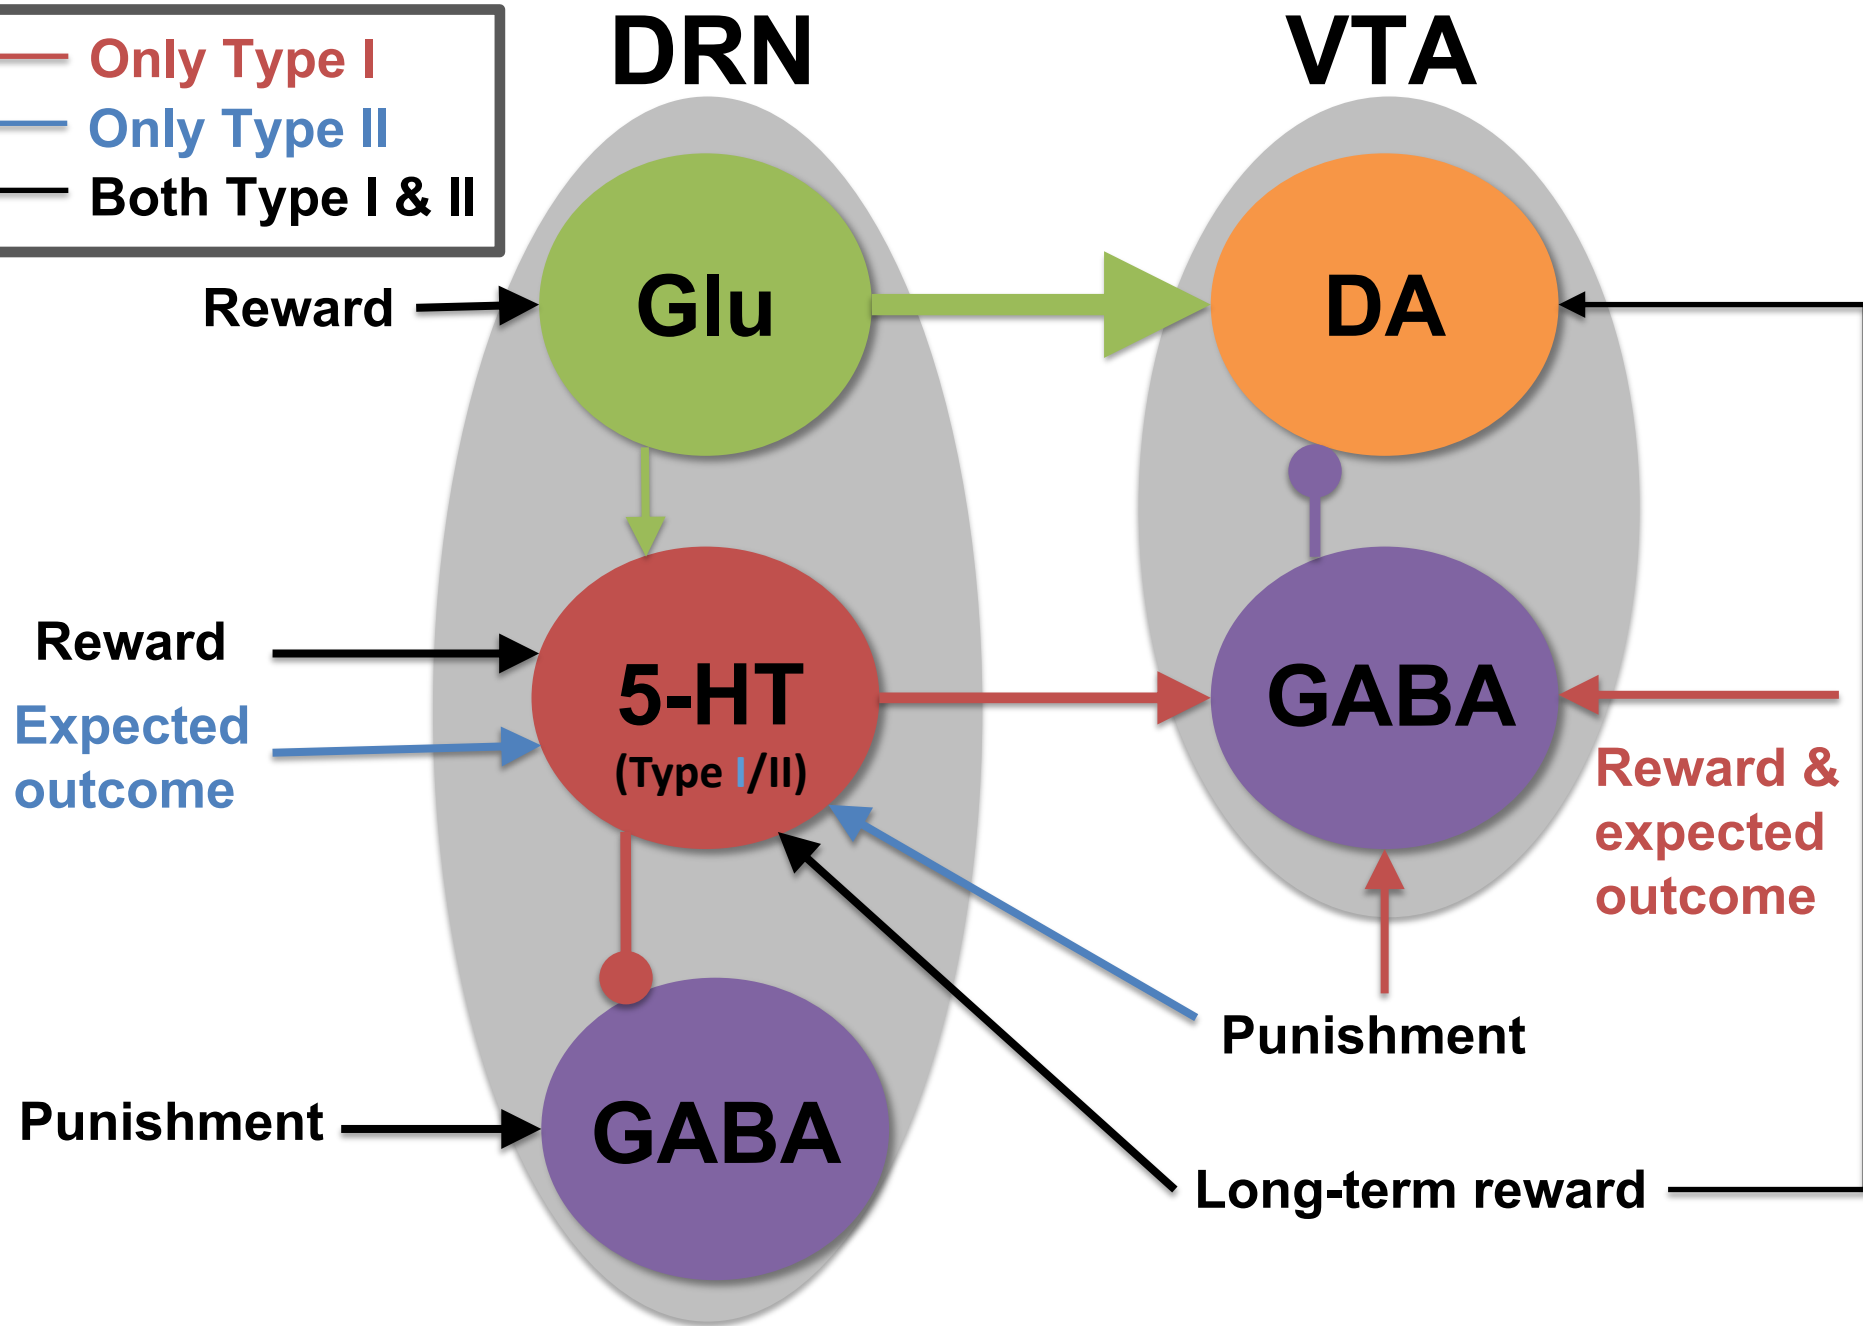 DRN
VTA
Only Type I
Only Type II
Both Type I & II
Reward
Glu
DA
Reward
Expected
outcome
5-HT
(Type I/II)
GABA
Reward &
expected
outcome
Punishment
Punishment
GABA
Long-term reward